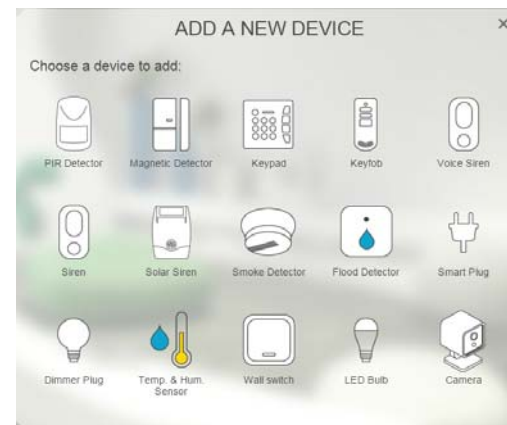 ADD A NEW DEVICE
×
Choose a device to add:
PIR Detector
Magnetic Detector
Keypad
Keyfob
Voice Siren
Siren
Solar Siren
Smoke Detector
Flood Detector
Smart Plug
Dimmer Plug
Temp. & Hum.
Sensor
Wall switch
LED Bulb
Camera